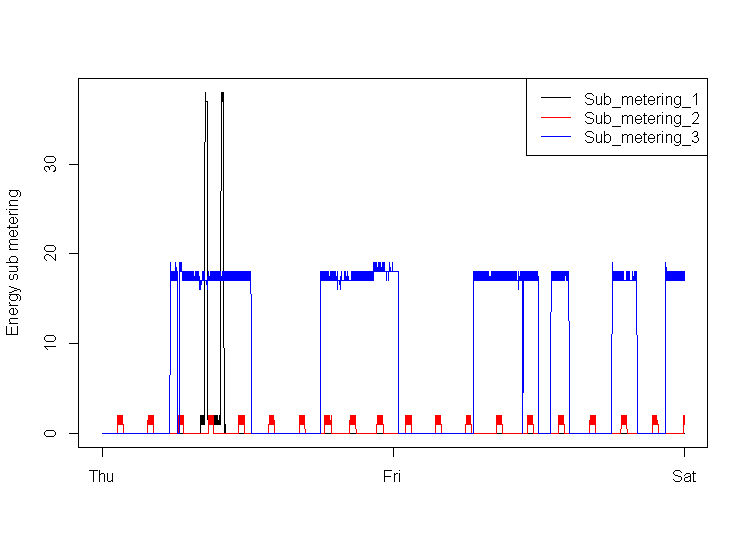 Sub_metering_1
Sub_metering_2
Sub_metering_3
Energy sub metering
30
20
10
0
Thu
Fri
Sat